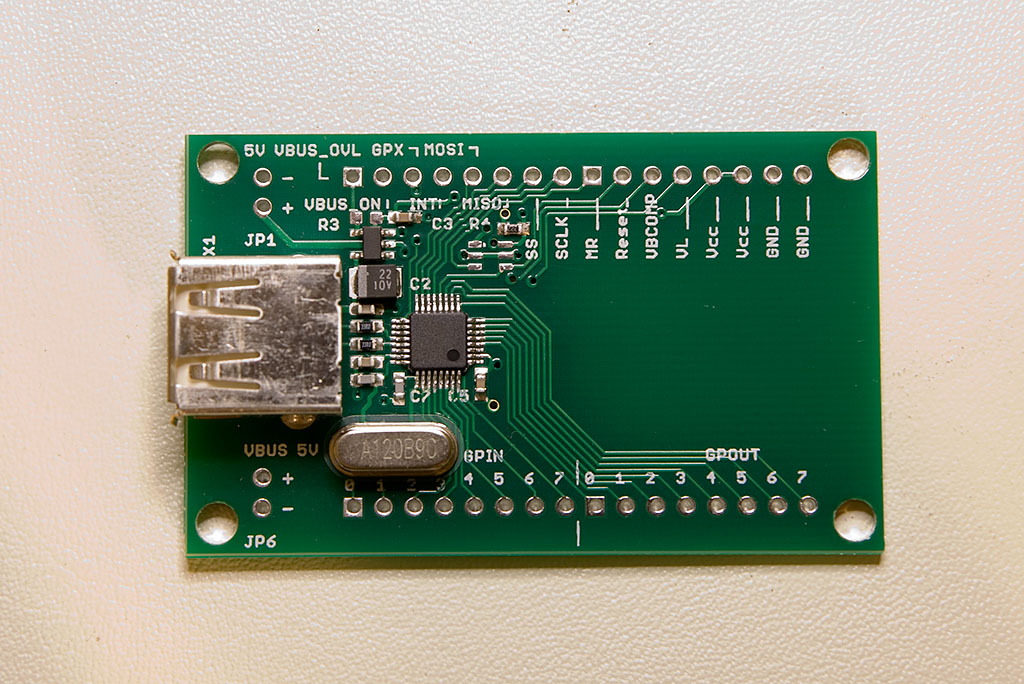 5V VBUS_OVL GPX MOSI
- L
+ VBUS_ON INT MISO
R3 C3 R4
X1 JP1 SS SCLK MR Reset VBCOMP VL Vcc Vcc GND GND
22
10V
C2
C7 C5
VBUS 5V A120B9C GPIN GPOUT
+ 0 1 2 3 4 5 6 7 0 1 2 3 4 5 6 7
-
JP6